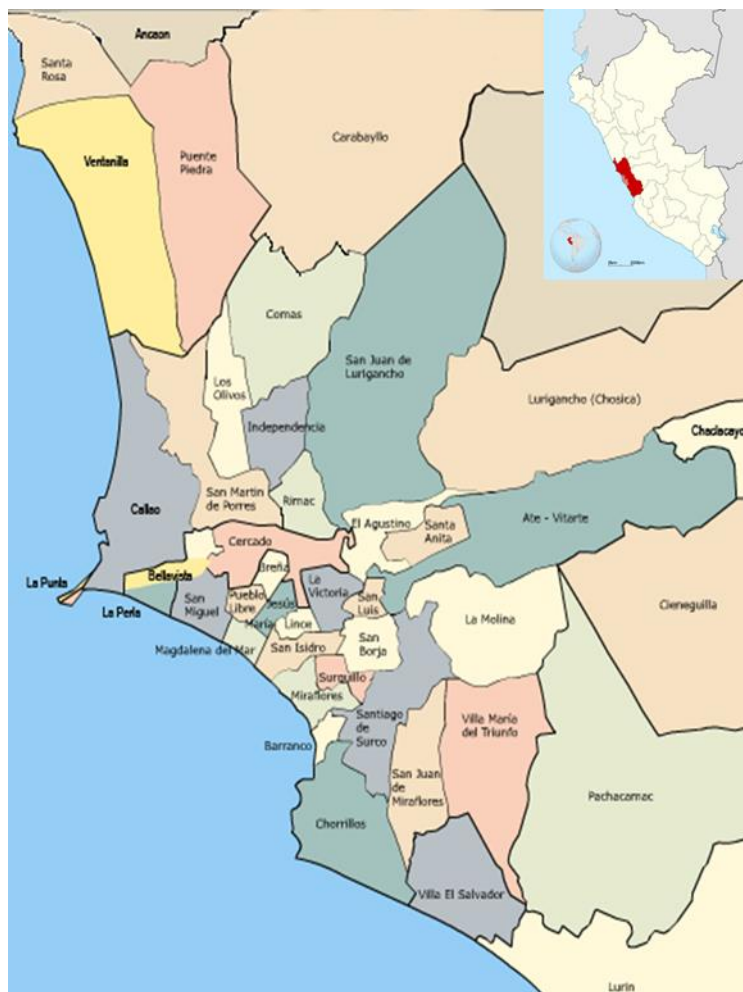 Ancaon
Santa
Rosa
Carabayllo
Ventanilla
Puente
Piedra
Comas
San Juan de
Lurigancho
Los
Olivos
Lurigancho (Chosica)
Independencia
Chaclacayo
Callao
San Martin
de Porres
Rimac
El Agustino
Santa
Anita
Ate - Vitarte
Cercado
Breña
La Punta
Bellavista
La
Victoria
La Perla
San
Miguel
Pueblo
Libre
Jesús
María
San
Luis
Cieneguilla
Lince
La Molina
Magdalena del Mar
San Isidro
San
Borja
Surguillo
Miraflores
Santiago
de
Surco
Villa María
del Triunfo
Barranco
San Juan
de
Miraflores
Pachacamac
Chorrillos
Villa El Salvador
Lurin